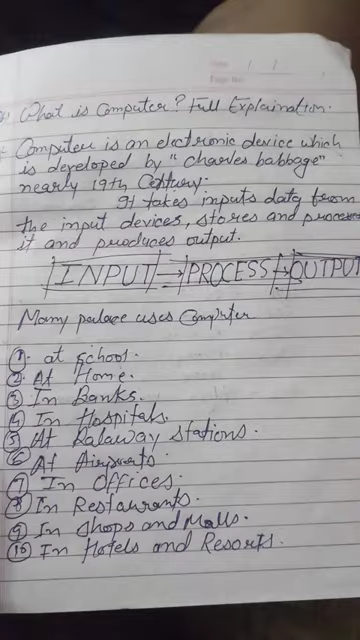 Date / /
Page No.
What is Computer? Full Explaination.
Computer is an electronic device which
is developed by "charles babbage"
nearly 19th Century.
It takes inputs data from
the input devices, stores and process
it and produces output.
INPUT → PROCESS → OUTPUT
Many palace uses Computer
① at school.
② At Home.
③ In Banks.
④ In Hospitals.
⑤ At Ralaway stations.
⑥ At Airports.
⑦ In Offices.
⑧ In Restaurants.
⑨ In Shops and Malls.
⑩ In Hotels and Resorts.